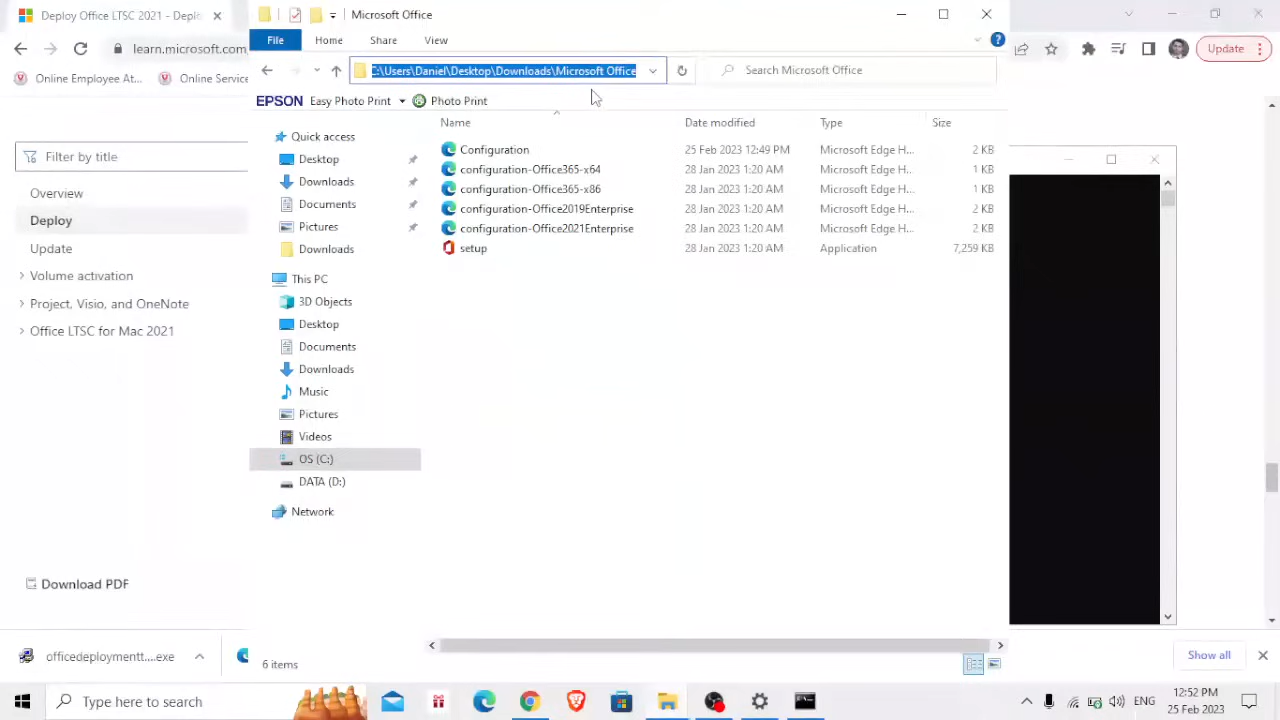 Deploy Office LTSC 2021 - Deplo
Microsoft Office
File
Home
Share
View
learn.microsoft.com
Update
C:\Users\Daniel\Desktop\Downloads\Microsoft Office
Search Microsoft Office
Online Employee At...
Online Service
EPSON
Easy Photo Print
Photo Print
Name
Date modified
Type
Size
Filter by title
Overview
Deploy
Update
Volume activation
Project, Visio, and OneNote
Office LTSC for Mac 2021
Download PDF
Quick access
Desktop
Downloads
Documents
Pictures
Downloads
This PC
3D Objects
Desktop
Documents
Downloads
Music
Pictures
Videos
OS (C:)
DATA (D:)
Network
Configuration 25 Feb 2023 12:49 PM Microsoft Edge H... 2 KB
configuration-Office365-x64 28 Jan 2023 1:20 AM Microsoft Edge H... 1 KB
configuration-Office365-x86 28 Jan 2023 1:20 AM Microsoft Edge H... 1 KB
configuration-Office2019Enterprise 28 Jan 2023 1:20 AM Microsoft Edge H... 2 KB
configuration-Office2021Enterprise 28 Jan 2023 1:20 AM Microsoft Edge H... 2 KB
setup 28 Jan 2023 1:20 AM Application 7,259 KB
6 items
officedeploymentt....exe
Show all
Type here to search
ENG
12:52 PM
25 Feb 2023